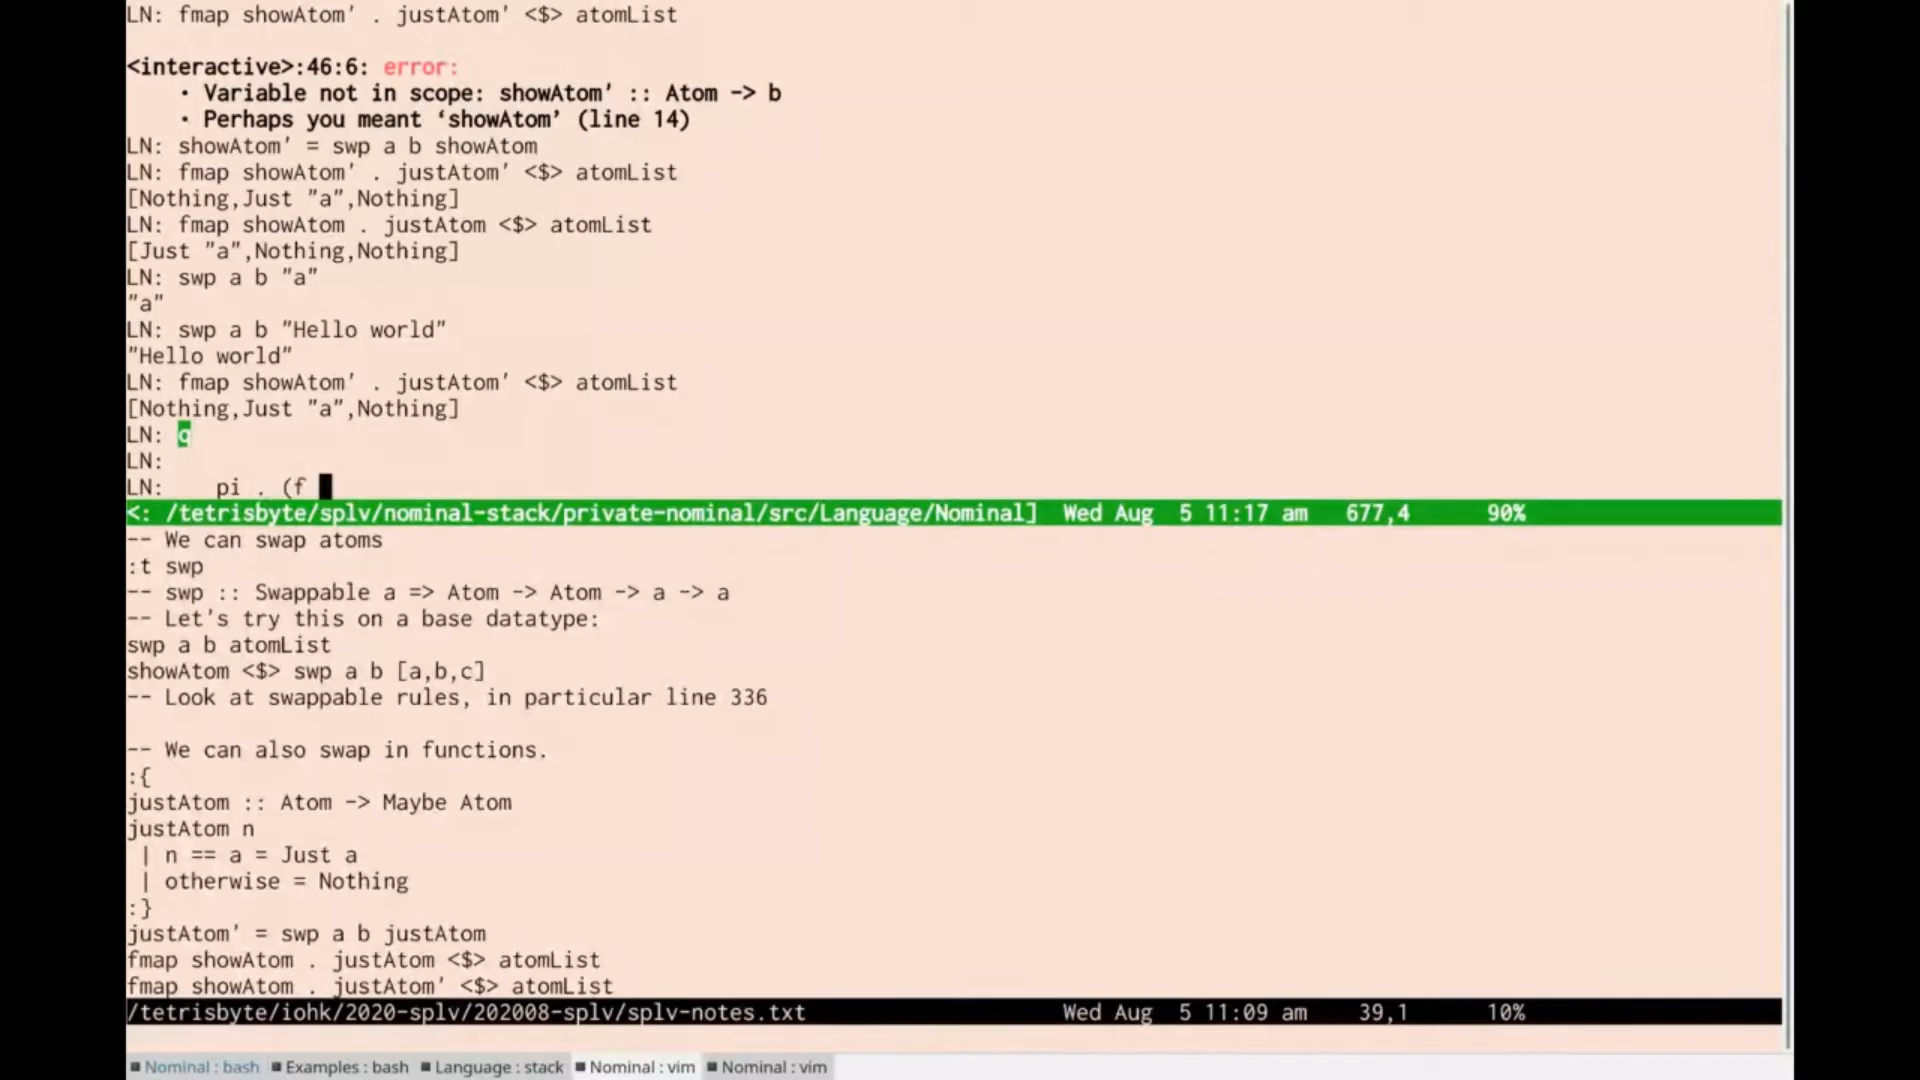 LN: fmap showAtom' . justAtom' <$> atomList
<interactive>:46:6: error:
• Variable not in scope: showAtom' :: Atom -> b
• Perhaps you meant ‘showAtom’ (line 14)
LN: showAtom' = swp a b showAtom
LN: fmap showAtom' . justAtom' <$> atomList
[Nothing,Just "a",Nothing]
LN: fmap showAtom . justAtom <$> atomList
[Just "a",Nothing,Nothing]
LN: swp a b "a"
"a"
LN: swp a b "Hello world"
"Hello world"
LN: fmap showAtom' . justAtom' <$> atomList
[Nothing,Just "a",Nothing]
LN: q
LN:
LN: pi . (f
<: /tetrisbyte/splv/nominal-stack/private-nominal/src/Language/Nominal] Wed Aug 5 11:17 am 677,4 90%
-- We can swap atoms
:t swp
-- swp :: Swappable a => Atom -> Atom -> a -> a
-- Let's try this on a base datatype:
swp a b atomList
showAtom <$> swp a b [a,b,c]
-- Look at swappable rules, in particular line 336
-- We can also swap in functions.
:{
justAtom :: Atom -> Maybe Atom
justAtom n
| n == a = Just a
| otherwise = Nothing
:}
justAtom' = swp a b justAtom
fmap showAtom . justAtom <$> atomList
fmap showAtom . justAtom' <$> atomList
/tetrisbyte/iohk/2020-splv/202008-splv/splv-notes.txt Wed Aug 5 11:09 am 39,1 10%
Nominal : bash Examples : bash Language : stack Nominal : vim Nominal : vim